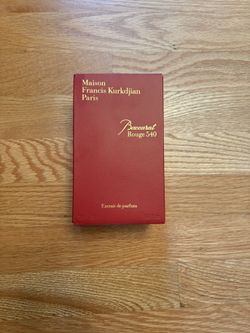 Maison
Francis Kurkdjian
Paris
Baccarat
Rouge 540
Extrait de parfum